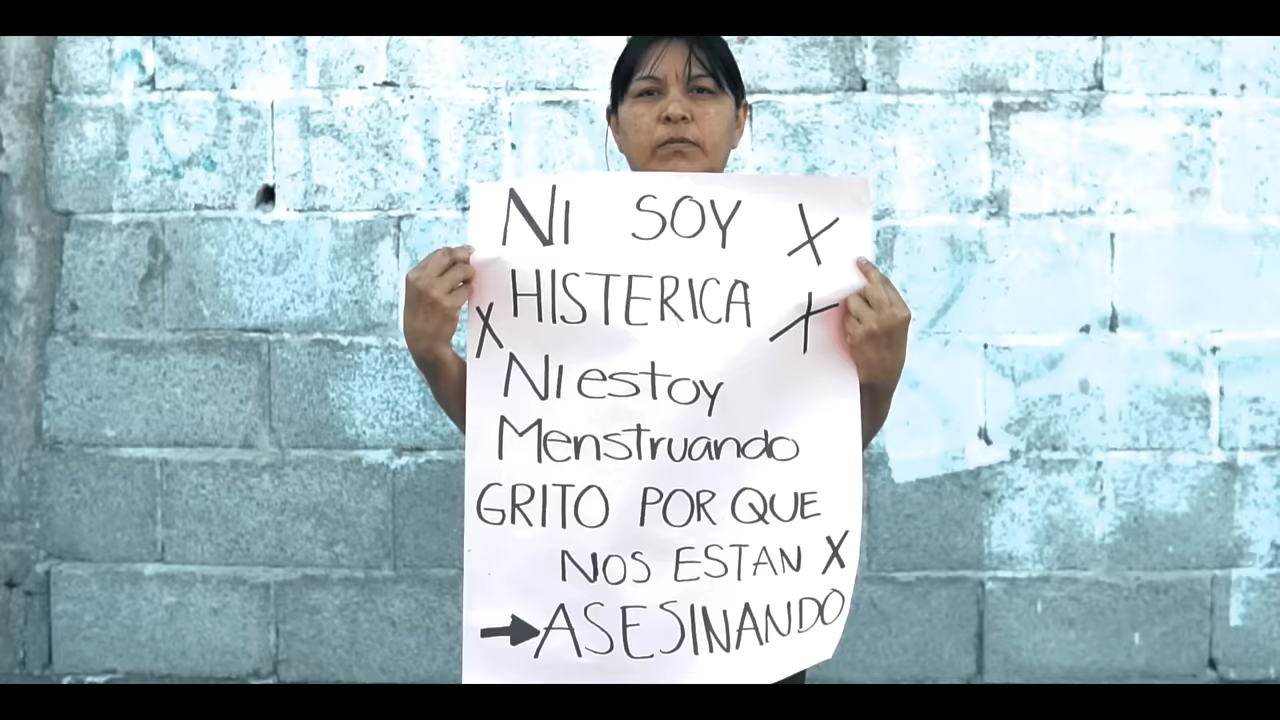 NI SOY X
HISTERICA X
X
NI estoy
Menstruando
GRITO POR QUE
NOS ESTAN X
→ ASESINANDO